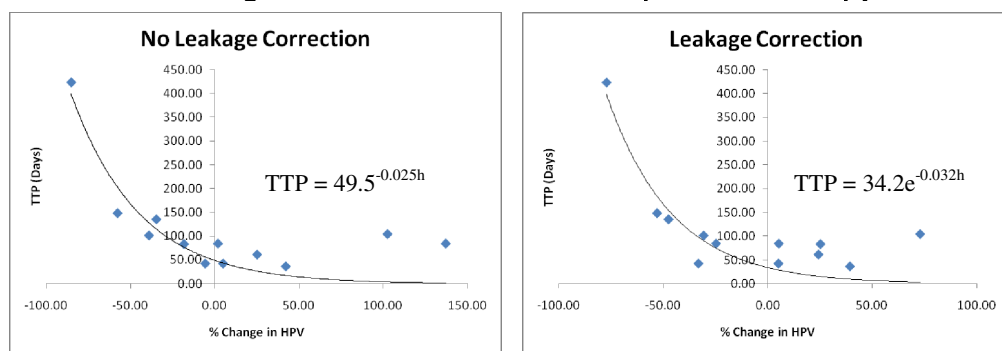 No Leakage Correction
450.00
400.00
350.00
300.00
250.00
200.00
150.00
100.00
50.00
0.00
TTP (Days)
TTP = 49.5^-0.025h
-100.00 -50.00 0.00 50.00 100.00 150.00
% Change in HPV
Leakage Correction
450.00
400.00
350.00
300.00
250.00
200.00
150.00
100.00
50.00
0.00
TTP (Days)
TTP = 34.2e^-0.032h
-100.00 -50.00 0.00 50.00 100.00
% Change in HPV